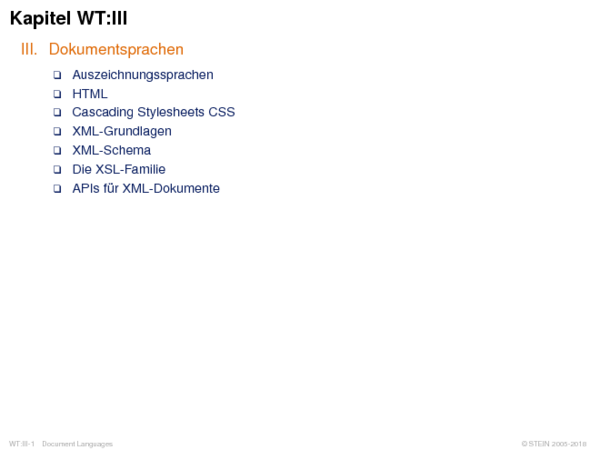 Kapitel WT:III
III. Dokumentsprachen
❑ Auszeichnungssprachen
❑ HTML
❑ Cascading Stylesheets CSS
❑ XML-Grundlagen
❑ XML-Schema
❑ Die XSL-Familie
❑ APIs für XML-Dokumente
WT:III-1 Document Languages © STEIN 2005-2018